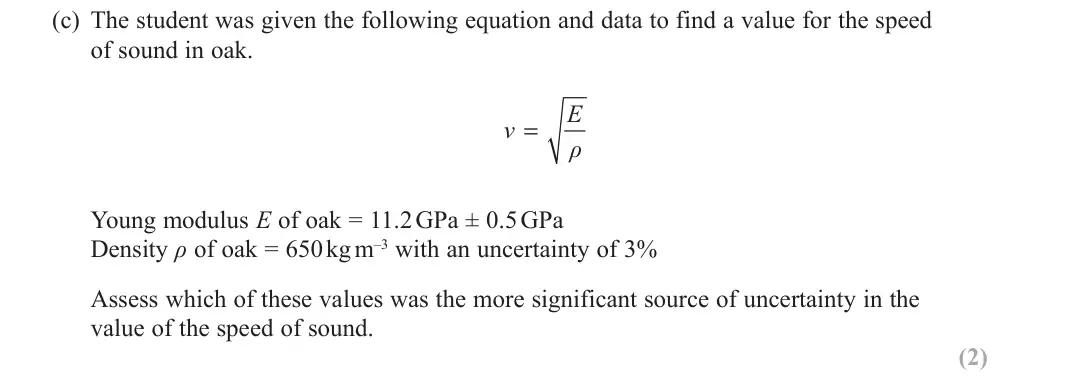 (c) The student was given the following equation and data to find a value for the speed
of sound in oak.
v = √(E/ρ)
Young modulus E of oak = 11.2 GPa ± 0.5 GPa
Density ρ of oak = 650 kg m⁻³ with an uncertainty of 3%
Assess which of these values was the more significant source of uncertainty in the
value of the speed of sound.
(2)